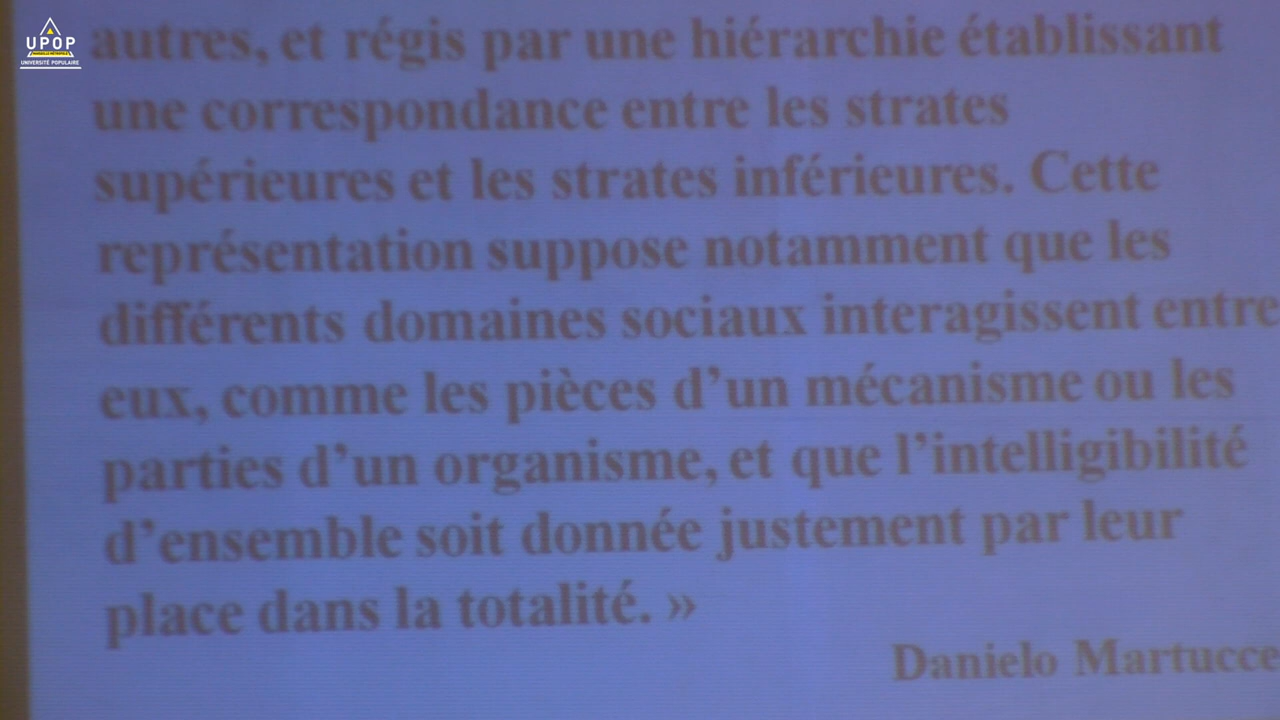 UPOP
UNIVERSITÉ POPULAIRE
autres, et régis par une hiérarchie établissant
une correspondance entre les strates
supérieures et les strates inférieures. Cette
représentation suppose notamment que les
différents domaines sociaux interagissent entre
eux, comme les pièces d’un mécanisme ou les
parties d’un organisme, et que l’intelligibilité
d’ensemble soit donnée justement par leur
place dans la totalité. »
Danielo Martucce